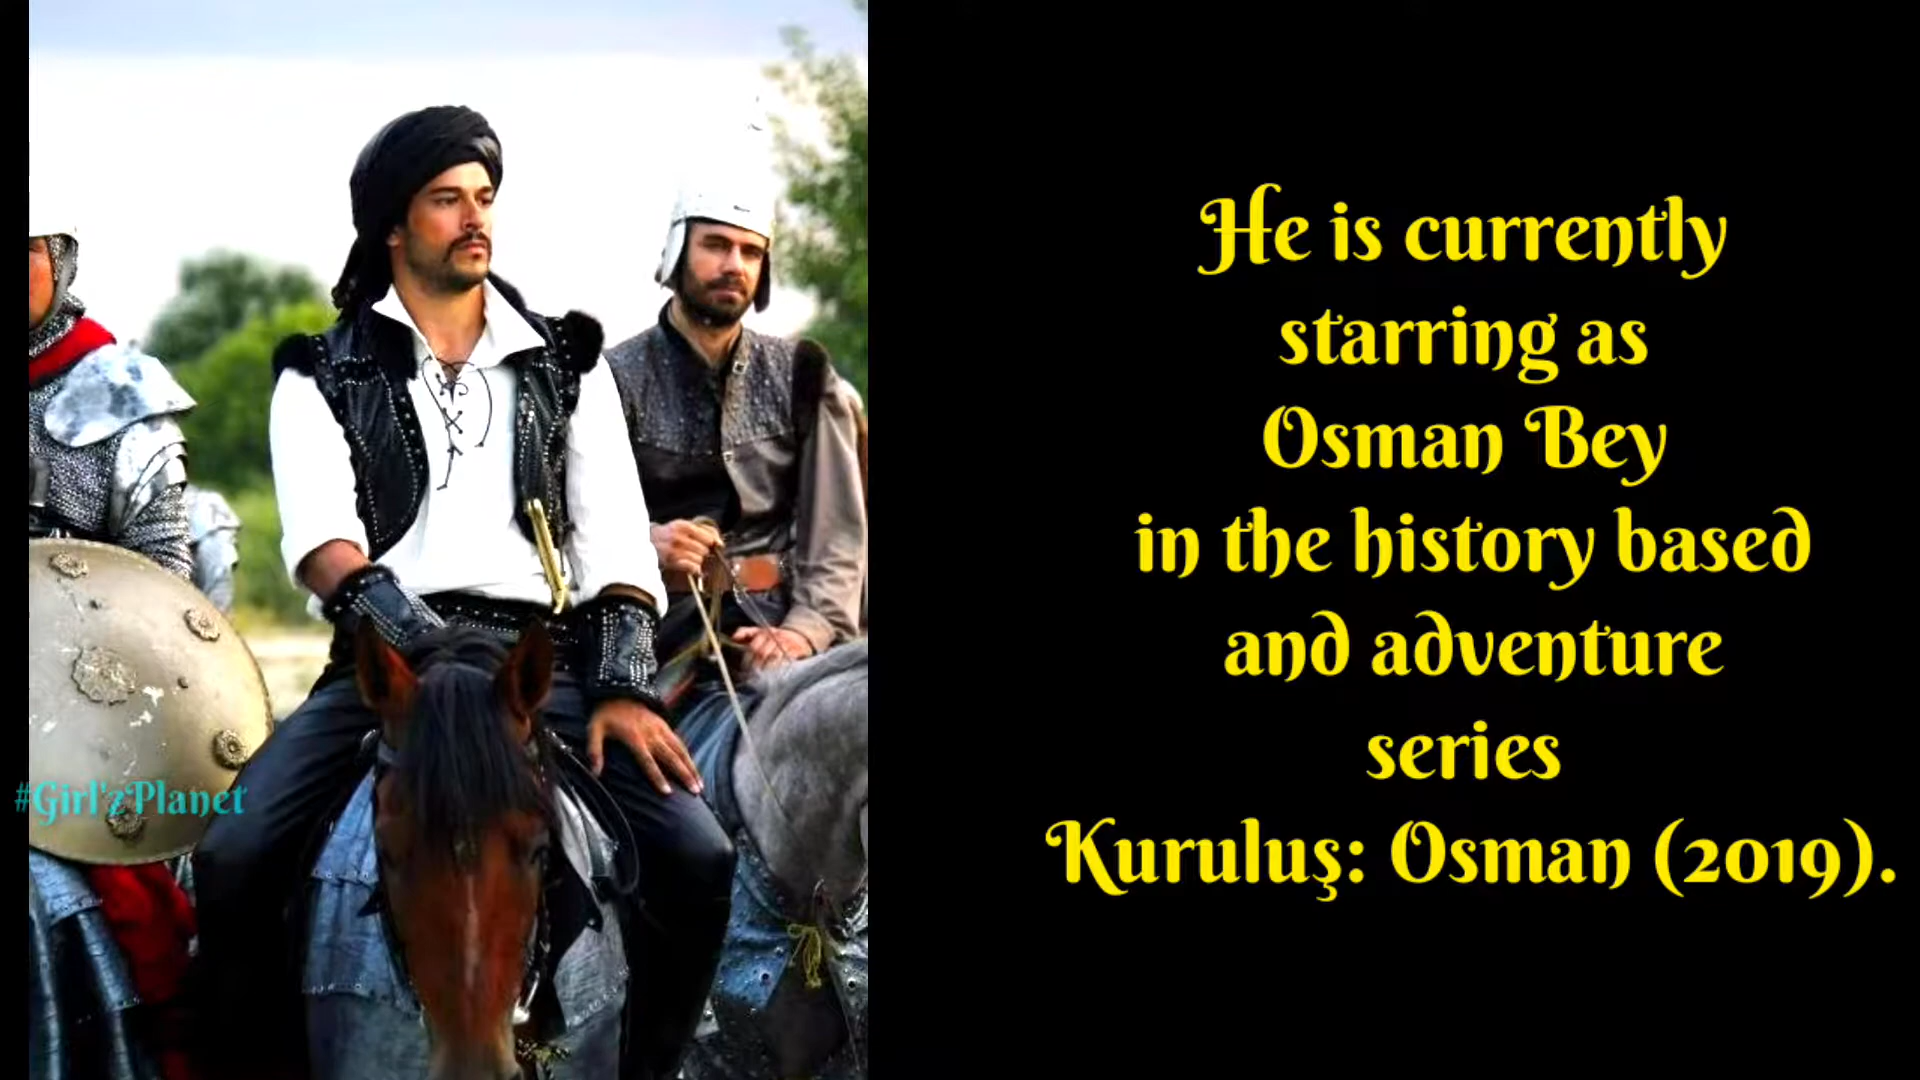 He is currently
starring as
Osman Bey
in the history based
and adventure
series
Kuruluş: Osman (2019).
#Girl'zPlanet